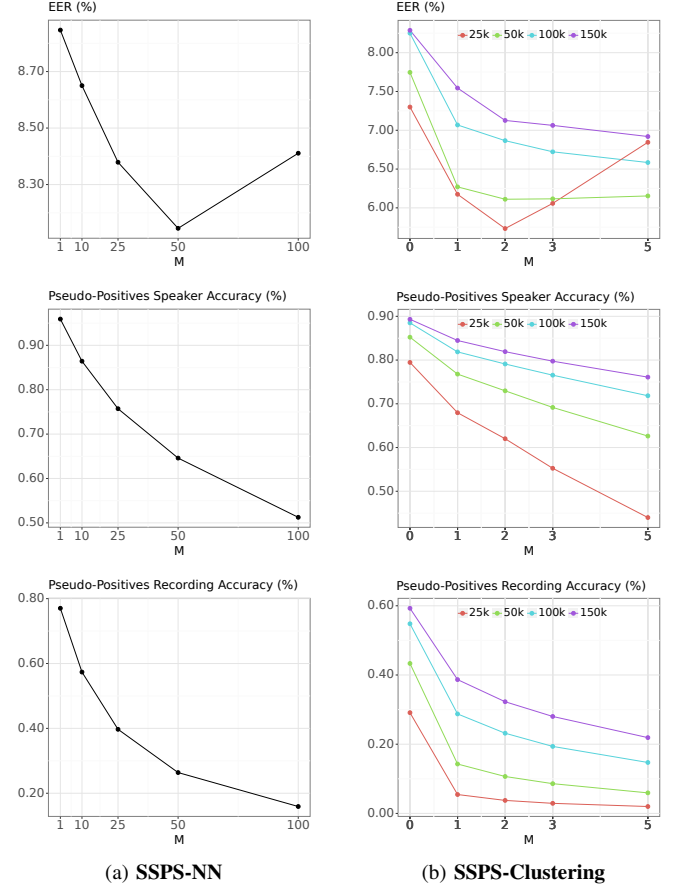 EER (%)
8.70
8.50
8.30
1 10 25 50 100
M
Pseudo-Positives Speaker Accuracy (%)
0.90
0.80
0.70
0.60
0.50
1 10 25 50 100
M
Pseudo-Positives Recording Accuracy (%)
0.80
0.60
0.40
0.20
1 10 25 50 100
M
(a) SSPS-NN
EER (%)
25k 50k 100k 150k
8.00
7.50
7.00
6.50
6.00
0 1 2 3 5
M
Pseudo-Positives Speaker Accuracy (%)
25k 50k 100k 150k
0.90
0.80
0.70
0.60
0.50
0 1 2 3 5
M
Pseudo-Positives Recording Accuracy (%)
25k 50k 100k 150k
0.60
0.40
0.20
0.00
0 1 2 3 5
M
(b) SSPS-Clustering